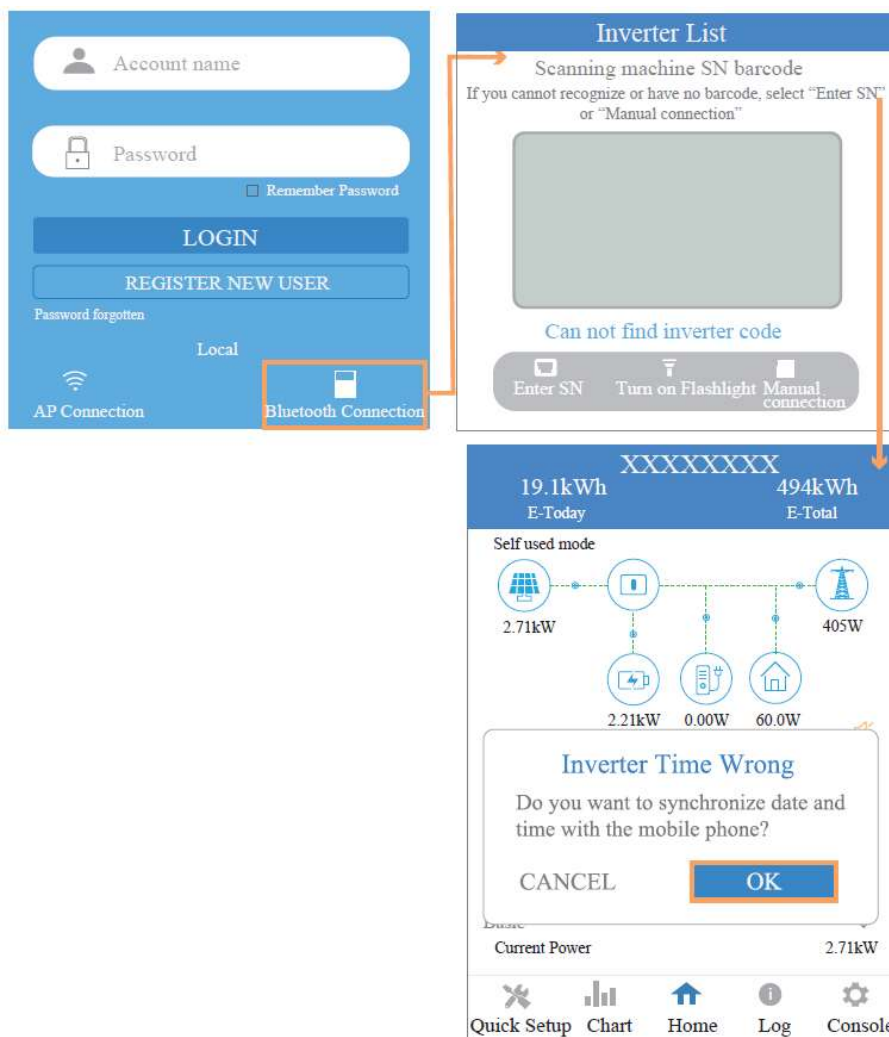 Account name
Password
Remember Password
LOGIN
REGISTER NEW USER
Password forgotten
Local
AP Connection
Bluetooth Connection
Inverter List
Scanning machine SN barcode
If you cannot recognize or have no barcode, select “Enter SN”
or “Manual connection”
Can not find inverter code
Enter SN
Turn on Flashlight
Manual
connection
XXXXXXXX
19.1kWh
494kWh
E-Today
E-Total
Self used mode
2.71kW
405W
2.21kW
0.00W
60.0W
Inverter Time Wrong
Do you want to synchronize date and
time with the mobile phone?
CANCEL
OK
Basic
Current Power
2.71kW
Quick Setup
Chart
Home
Log
Console